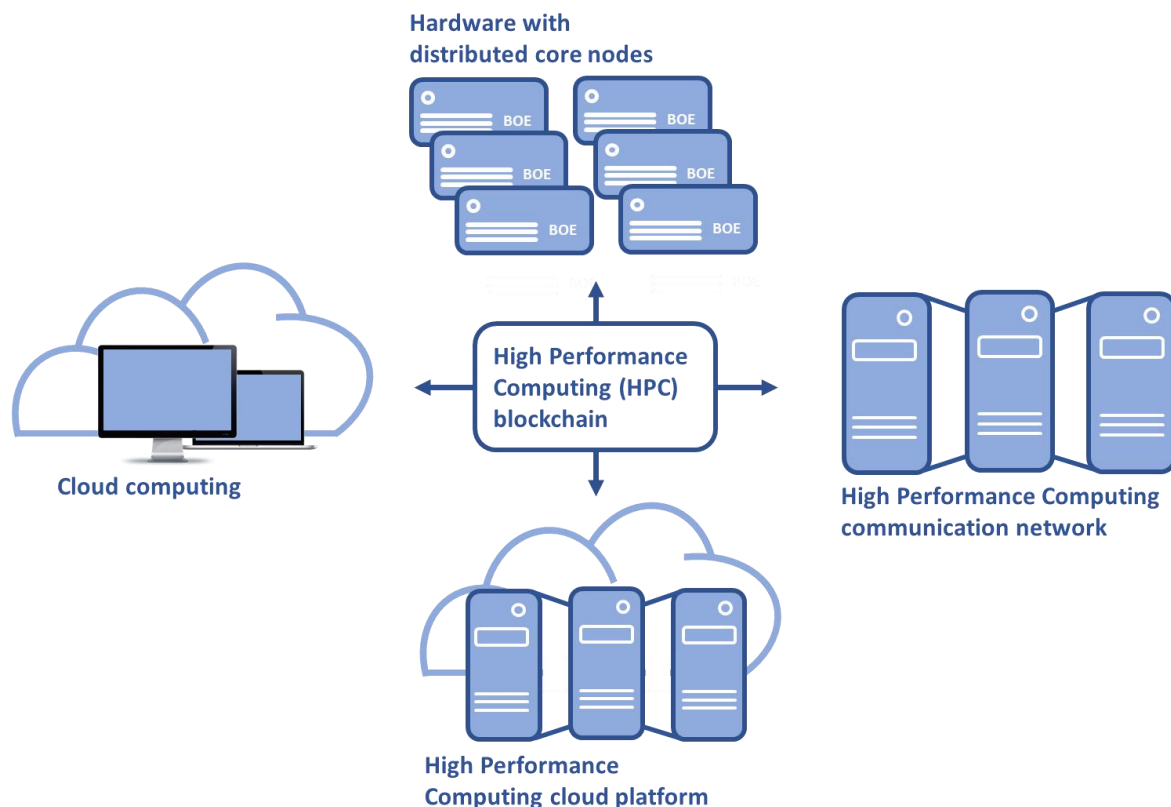 Hardware with
distributed core nodes
BOE
BOE
BOE
BOE
BOE
BOE
High Performance
Computing (HPC)
blockchain
Cloud computing
High Performance Computing
communication network
High Performance
Computing cloud platform